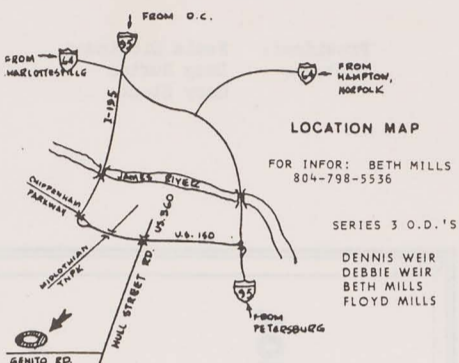 FROM D.C.
95
FROM
HARLOTTESVILLE
64
64
FROM
HAMPTON,
NORFOLK
I-195
LOCATION MAP
FOR INFOR: BETH MILLS
804-798-5536
JAMES RIVER
CHIPPENHAM
PARKWAY
US.360
U.S. 150
SERIES 3 O.D.'S
MIDLOTHIAN
TNPK
HULL STREET RD.
DENNIS WEIR
DEBBIE WEIR
BETH MILLS
FLOYD MILLS
95
FROM
PETERSBURG
GENITO RD.